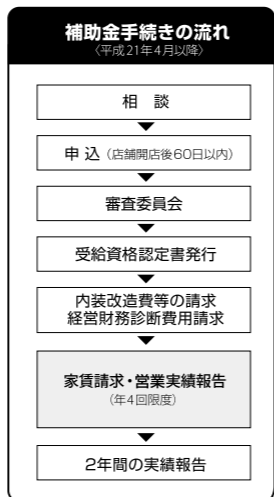 補助金手続きの流れ
〈平成21年4月以降〉
相 談
申 込 (店舗開店後60日以内)
審査委員会
受給資格認定書発行
内装改造費等の請求
経営財務診断費用請求
家賃請求・営業実績報告
(年4回限度)
2年間の実績報告